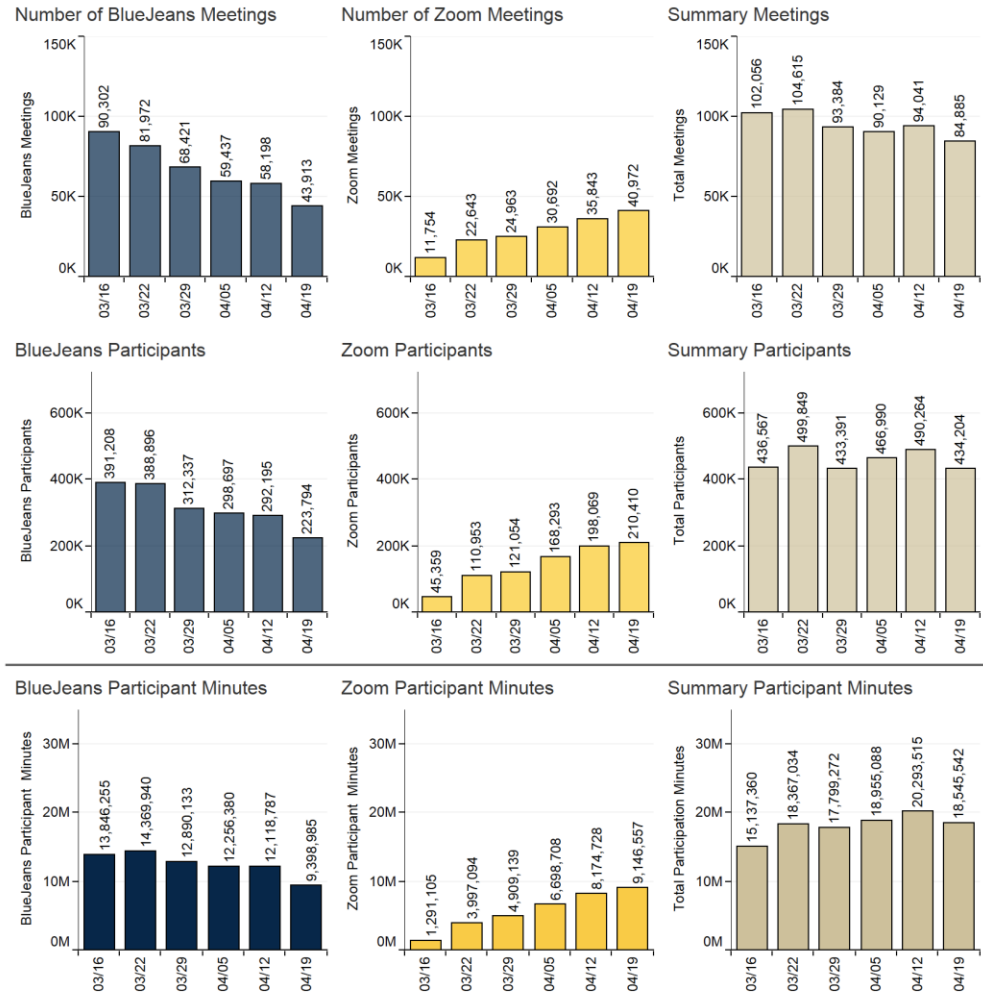 Number of BlueJeans Meetings
Number of Zoom Meetings
Summary Meetings
BlueJeans Meetings
150K
100K
50K
0K
90,302
81,972
68,421
59,437
58,198
43,913
03/16
03/22
03/29
04/05
04/12
04/19
Zoom Meetings
150K
100K
50K
0K
11,754
22,643
24,963
30,692
35,843
40,972
03/16
03/22
03/29
04/05
04/12
04/19
Total Meetings
150K
100K
50K
0K
102,056
104,615
93,384
90,129
94,041
84,885
03/16
03/22
03/29
04/05
04/12
04/19
BlueJeans Participants
Zoom Participants
Summary Participants
BlueJeans Participants
600K
400K
200K
0K
391,208
388,896
312,337
298,697
292,195
223,794
03/16
03/22
03/29
04/05
04/12
04/19
Zoom Participants
600K
400K
200K
0K
45,359
110,953
121,054
168,293
198,069
210,410
03/16
03/22
03/29
04/05
04/12
04/19
Total Participants
600K
400K
200K
0K
436,567
499,849
433,391
466,990
490,264
434,204
03/16
03/22
03/29
04/05
04/12
04/19
BlueJeans Participant Minutes
Zoom Participant Minutes
Summary Participant Minutes
BlueJeans Participant Minutes
30M
20M
10M
0M
13,846,255
14,369,940
12,890,133
12,256,380
12,118,787
9,398,985
03/16
03/22
03/29
04/05
04/12
04/19
Zoom Participant Minutes
30M
20M
10M
0M
1,291,105
3,997,094
4,909,139
6,698,708
8,174,728
9,146,557
03/16
03/22
03/29
04/05
04/12
04/19
Total Participation Minutes
30M
20M
10M
0M
15,137,360
18,367,034
17,799,272
18,955,088
20,293,515
18,545,542
03/16
03/22
03/29
04/05
04/12
04/19